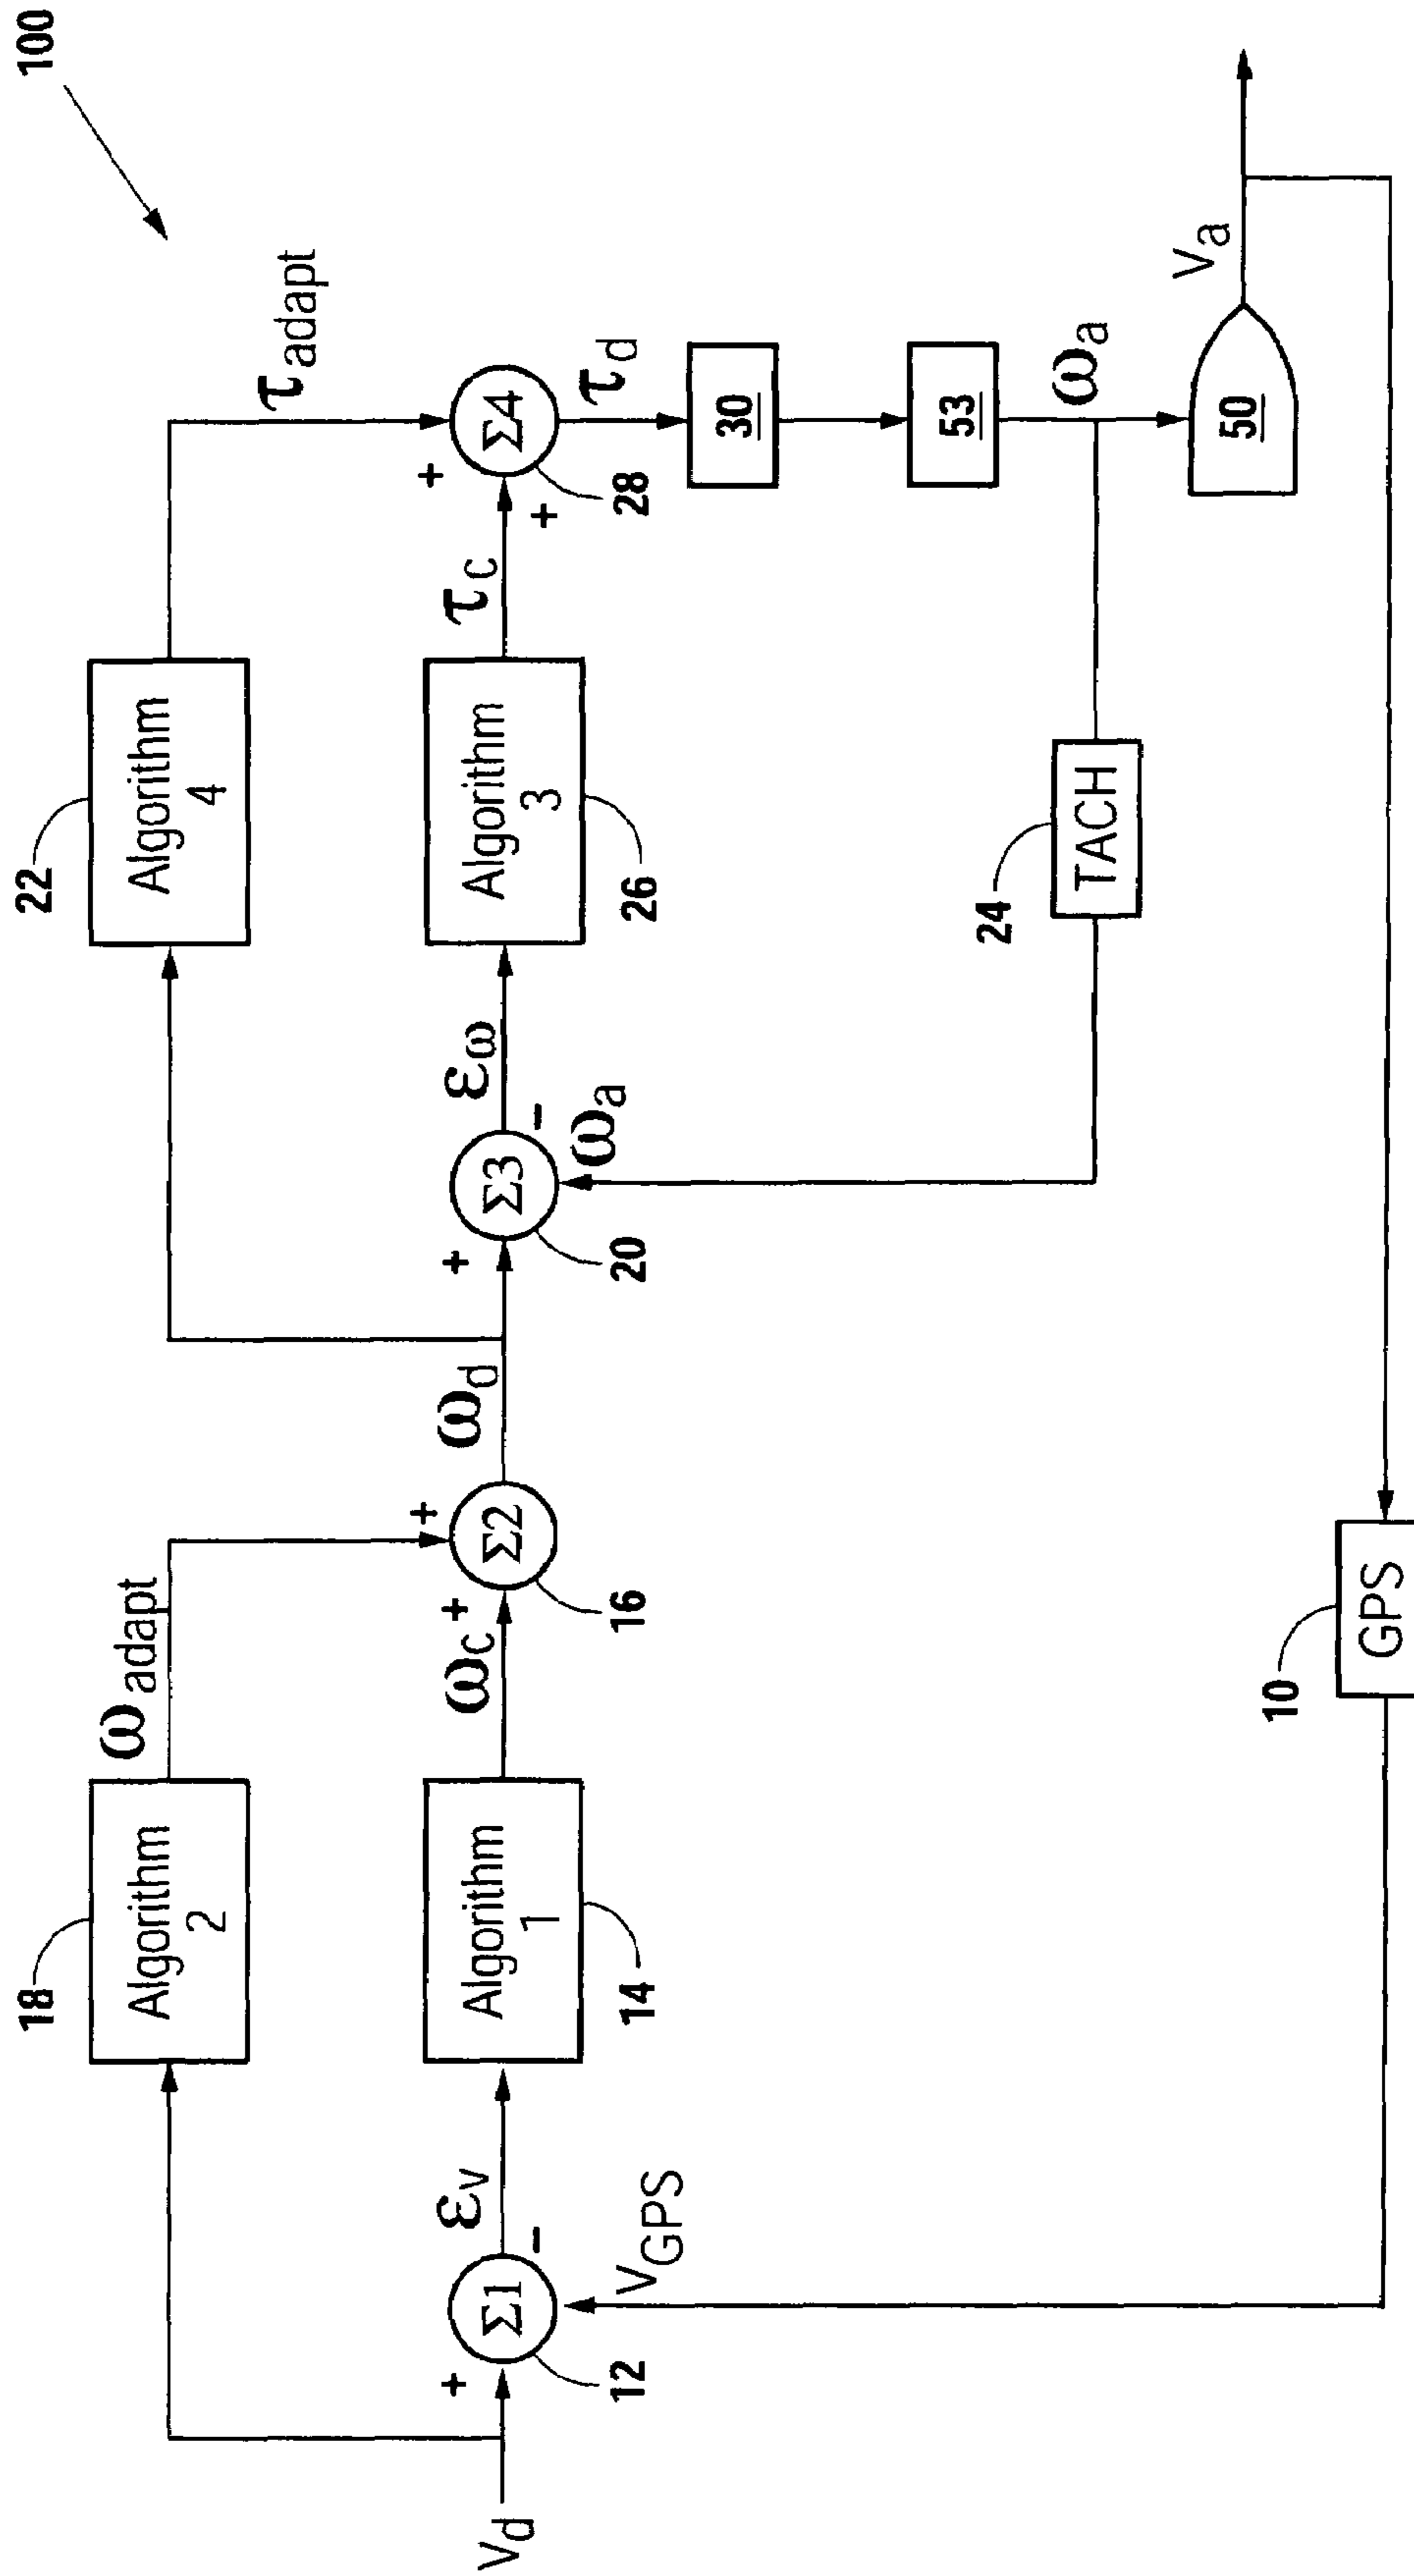 100
22
Algorithm
4
τadapt
18
Algorithm
2
ωadapt
Vd
+
Σ1
-
12
εv
VGPS
Algorithm
1
14
ωc
+
+
Σ2
16
ωd
+
Σ3
-
20
εω
ωa
Algorithm
3
26
τc
+
+
Σ4
28
τd
30
53
ωa
24
TACH
50
Va
10
GPS